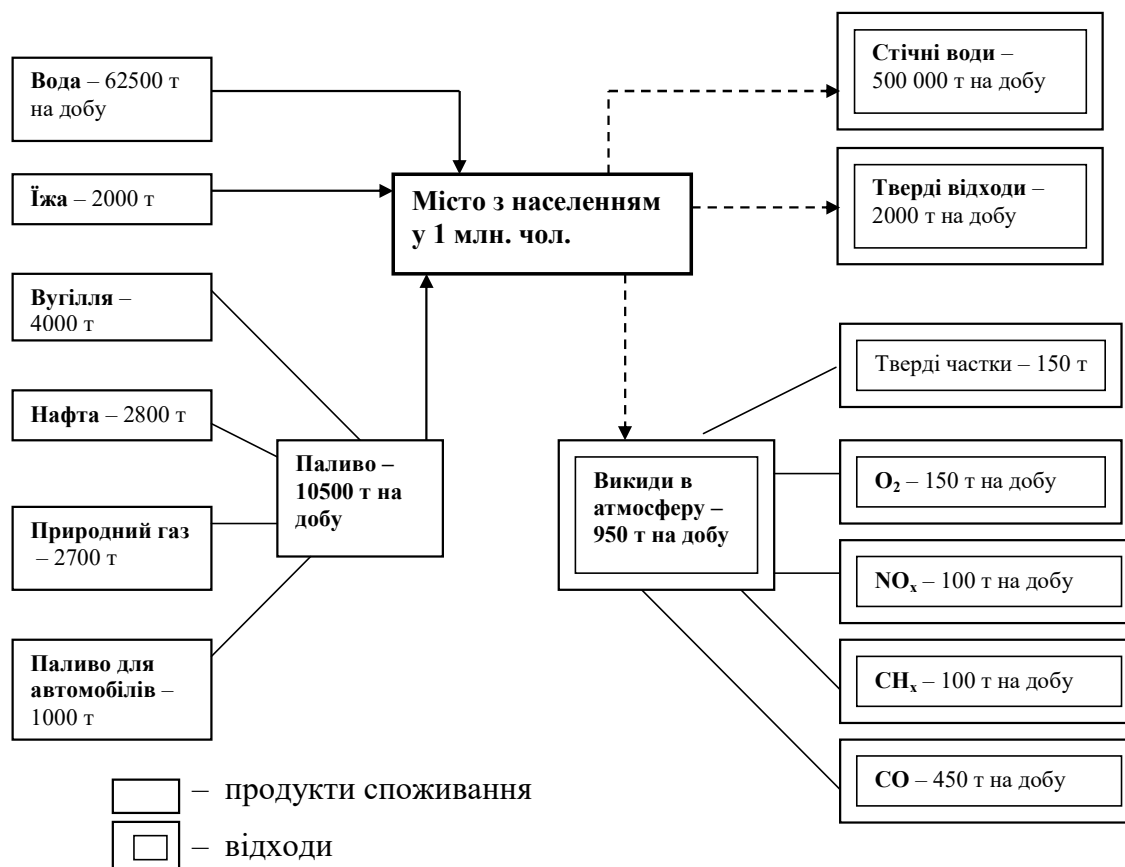 Вода – 62500 т
на добу
Їжа – 2000 т
Вугілля –
4000 т
Нафта – 2800 т
Природний газ
– 2700 т
Паливо для
автомобілів –
1000 т
Паливо –
10500 т на
добу
Місто з населенням
у 1 млн. чол.
Стічні води –
500 000 т на добу
Тверді відходи –
2000 т на добу
Викиди в
атмосферу –
950 т на добу
Тверді частки – 150 т
O₂ – 150 т на добу
NOₓ – 100 т на добу
CHₓ – 100 т на добу
CO – 450 т на добу
– продукти споживання
– відходи